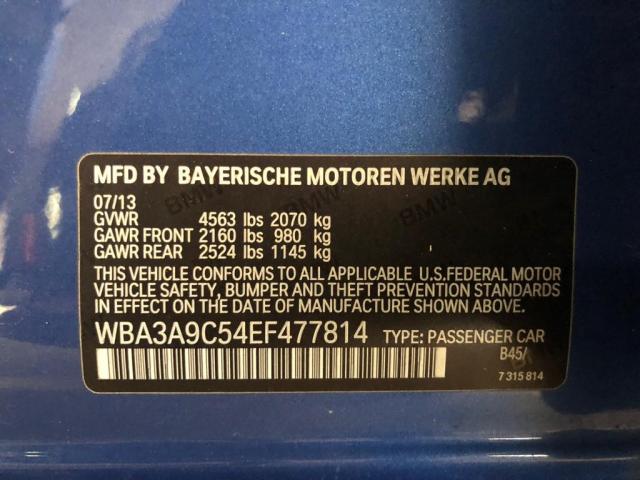 MFD BY BAYERISCHE MOTOREN WERKE AG
07/13
GVWR 4563 lbs 2070 kg
GAWR FRONT 2160 lbs 980 kg
GAWR REAR 2524 lbs 1145 kg
THIS VEHICLE CONFORMS TO ALL APPLICABLE U.S.FEDERAL MOTOR
VEHICLE SAFETY, BUMPER AND THEFT PREVENTION STANDARDS
IN EFFECT ON THE DATE OF MANUFACTURE SHOWN ABOVE.
WBA3A9C54EF477814 TYPE: PASSENGER CAR
B45/
7 315 814